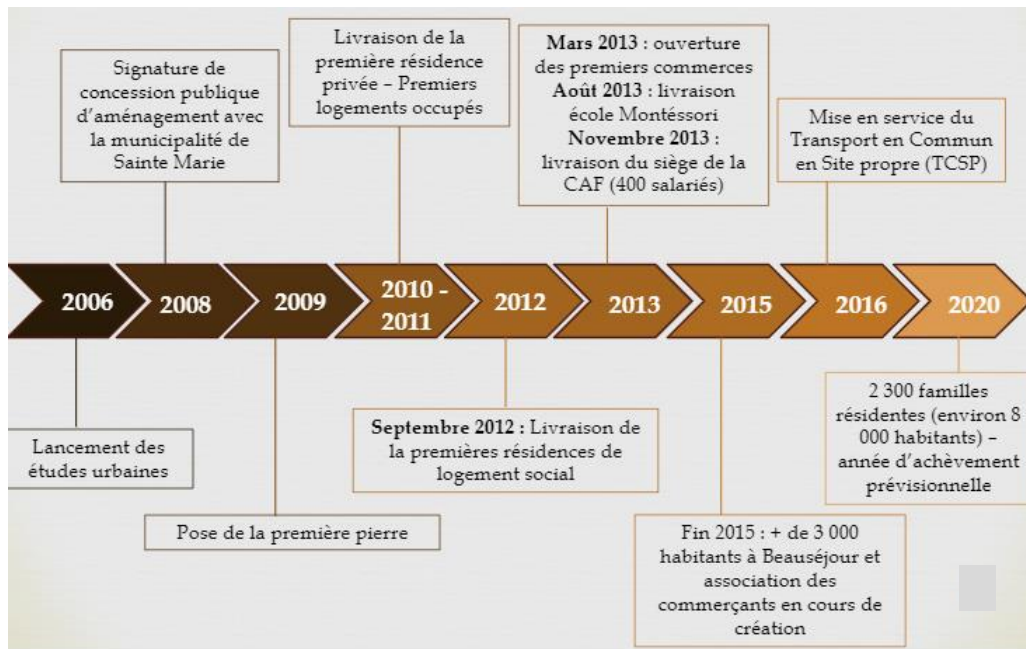 Signature de
concession publique
d'aménagement avec
la municipalité de
Sainte Marie
Livraison de la
première résidence
privée – Premiers
logements occupés
Mars 2013 : ouverture
des premiers commerces
Août 2013 : livraison
école Montéssori
Novembre 2013 :
livraison du siège de la
CAF (400 salariés)
Mise en service du
Transport en Commun
en Site propre (TCSP)
2006
2008
2009
2010 -
2011
2012
2013
2015
2016
2020
Lancement des
études urbaines
Pose de la première pierre
Septembre 2012 : Livraison de
la premières résidences de
logement social
Fin 2015 : + de 3 000
habitants à Beauséjour et
association des
commerçants en cours de
création
2 300 familles
résidentes (environ 8
000 habitants) –
année d'achèvement
prévisionnelle